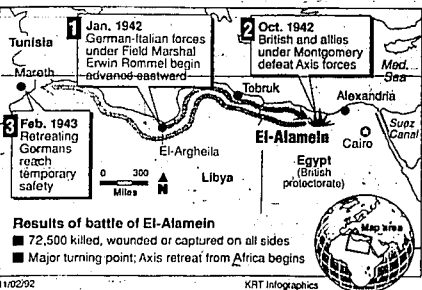 1
Jan. 1942
German-Italian forces
under Field Marshal
Erwin Rommel begin
advance eastward
2
Oct. 1942
British and allies
under Montgomery
defeat Axis forces
Tunisia
Mareth
Med.
Sea
Tobruk
Alexandria
Suez
Canal
3
Feb. 1943
Retreating
Germans
reach
temporary
safety
El-Alamein
Cairo
El-Argheila
Egypt
(British
protectorate)
0 300
Miles
N
Libya
Results of battle of El-Alamein
72,500 killed, wounded or captured on all sides
Major turning point; Axis retreat from Africa begins
Map area
11/02/92
KRT Infographics